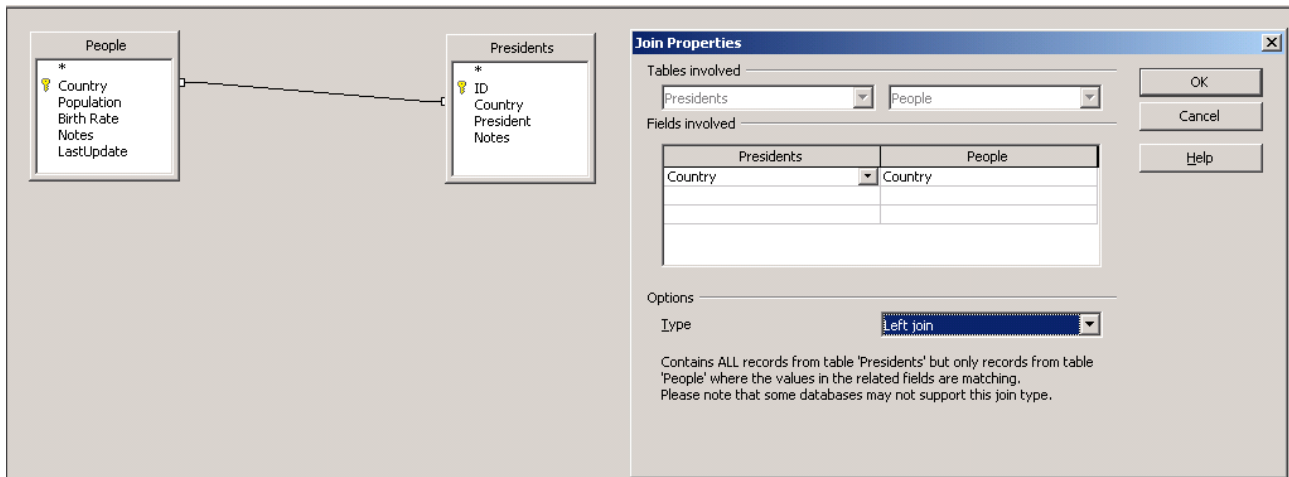 People
*
Country
Population
Birth Rate
Notes
LastUpdate
Presidents
*
ID
Country
President
Notes
Join Properties
Tables involved
Presidents People
Fields involved
Presidents People
Country Country
Options
Type Left join
Contains ALL records from table 'Presidents' but only records from table
'People' where the values in the related fields are matching.
Please note that some databases may not support this join type.
OK
Cancel
Help